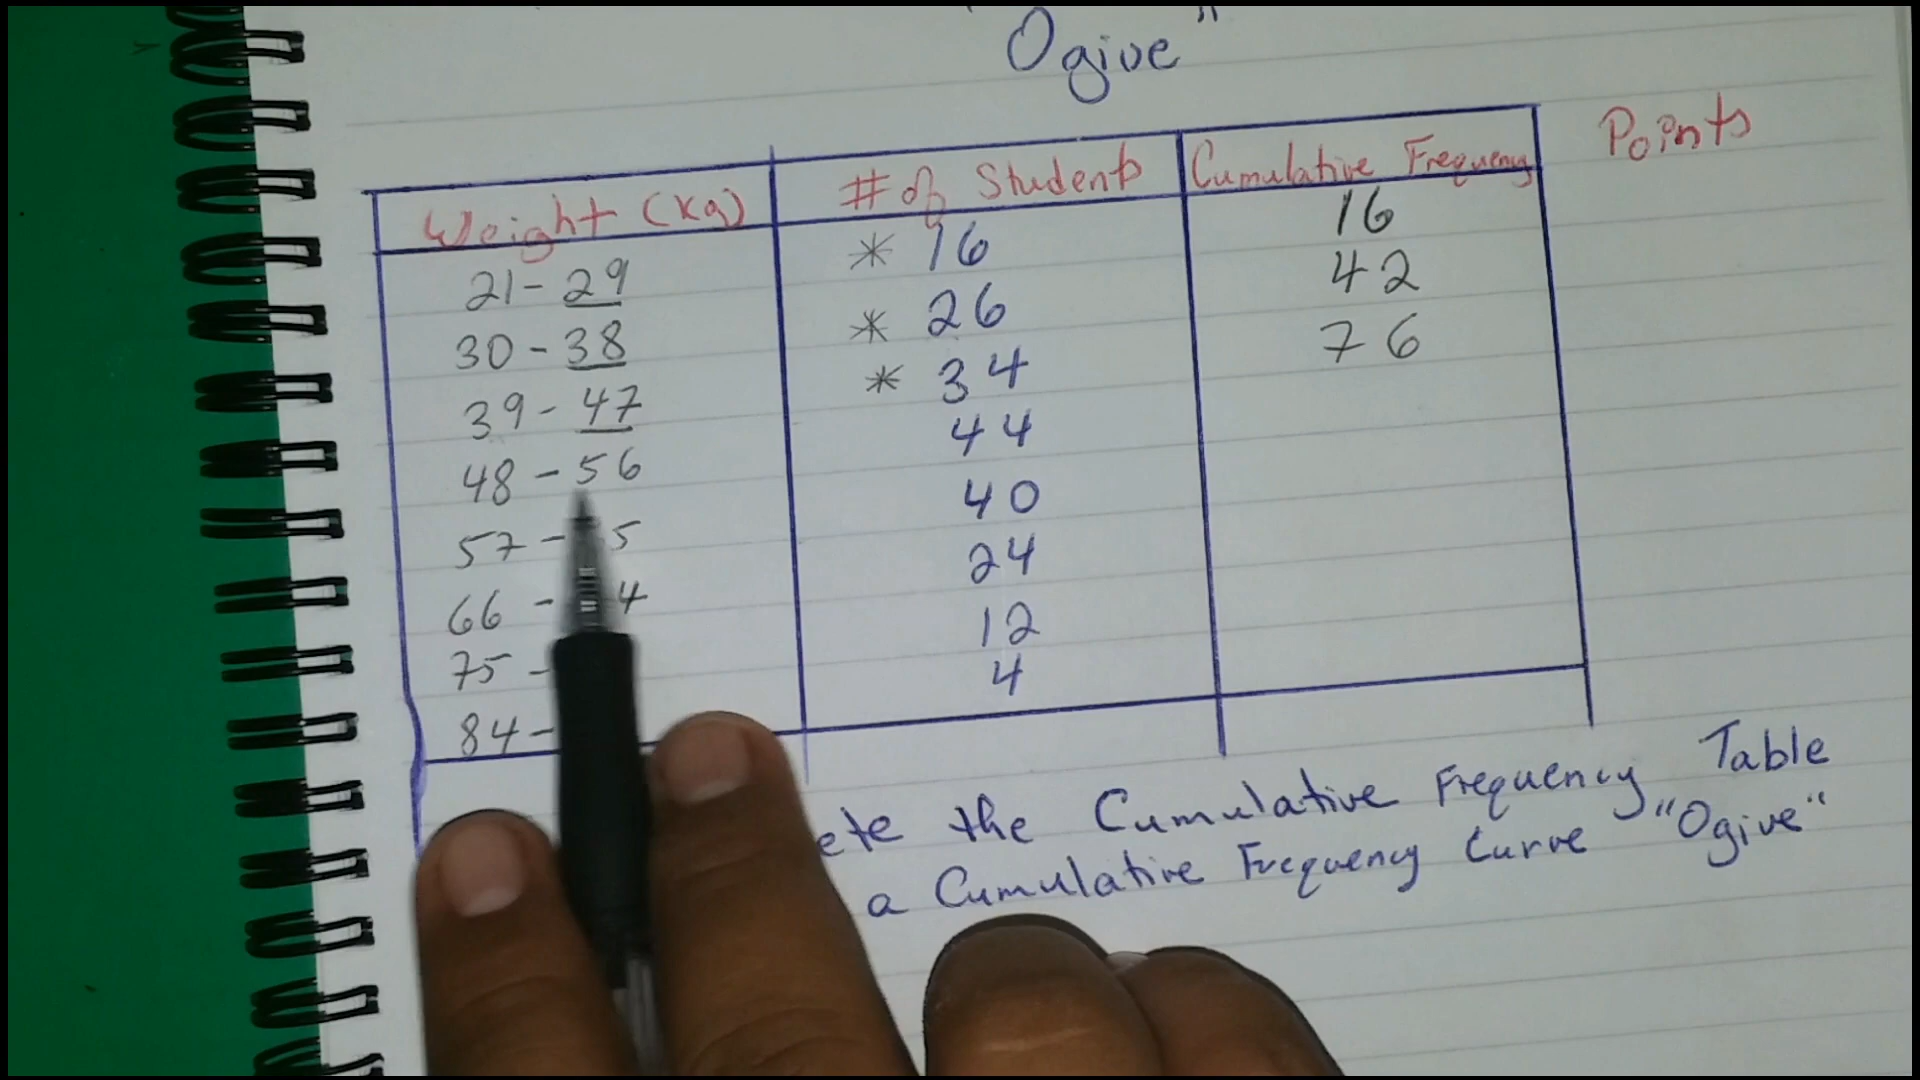 "Ogive"
Weight (Kg) # of Students Cumulative Frequency Points
21 - 29 * 16 16
30 - 38 * 26 42
39 - 47 * 34 76
48 - 56 44
57 - 5 40
66 - 4 24
75 - 12
84 - 4
ete the Cumulative Frequency Table
a Cumulative Frequency Curve "Ogive"